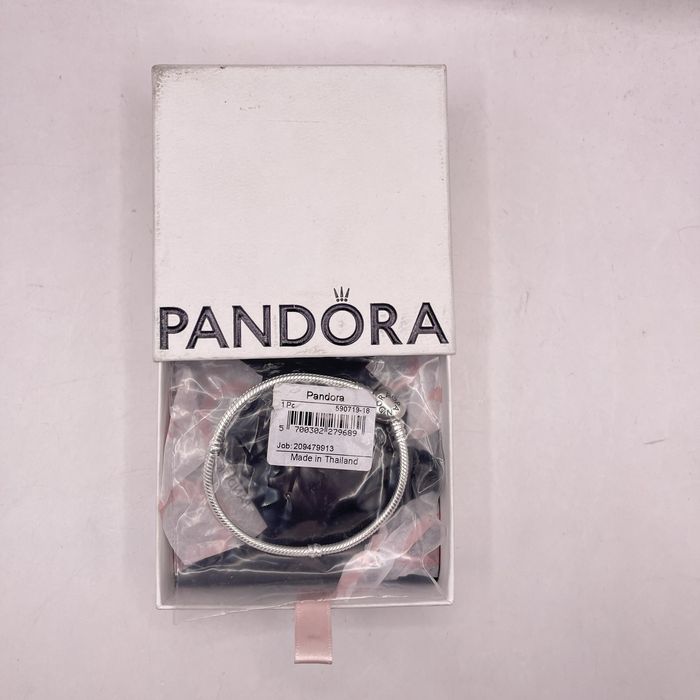 PANDORA
Pandora
1 Pc 590719-18
5 700302 279689
Job: 209479913
Made in Thailand